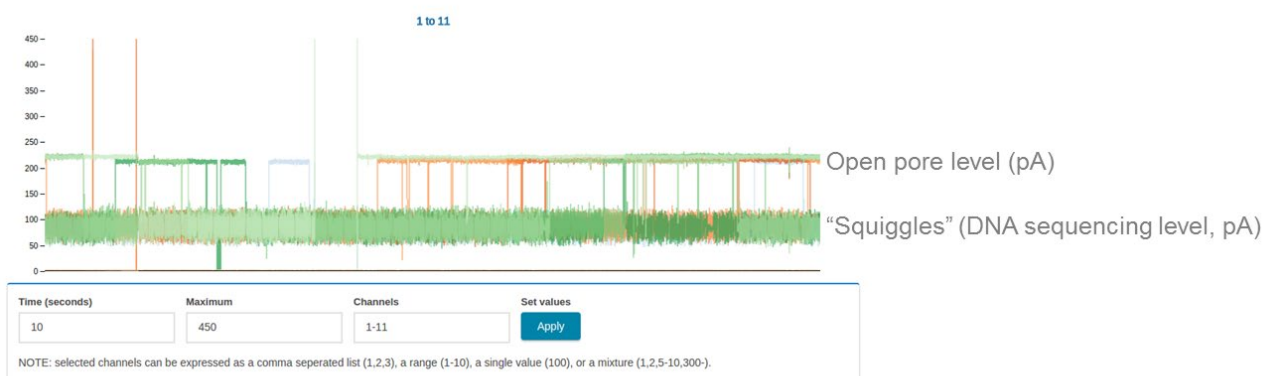 1 to 11
450
400
350
300
250
200
150
100
50
0
Open pore level (pA)
“Squiggles” (DNA sequencing level, pA)
Time (seconds) Maximum Channels Set values
10 450 1-11 Apply
NOTE: selected channels can be expressed as a comma seperated list (1,2,3), a range (1-10), a single value (100), or a mixture (1,2,5-10,300-).